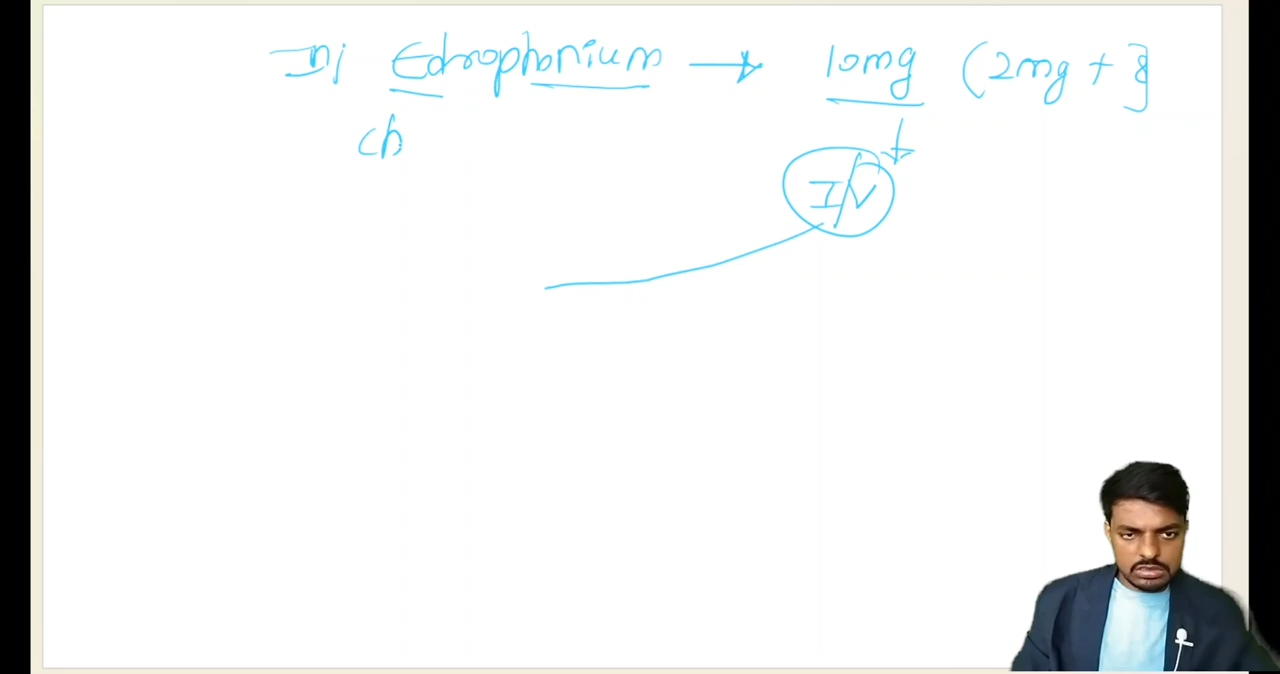 Inj Edrophonium → 10mg (2mg + 8
Ch
I/V